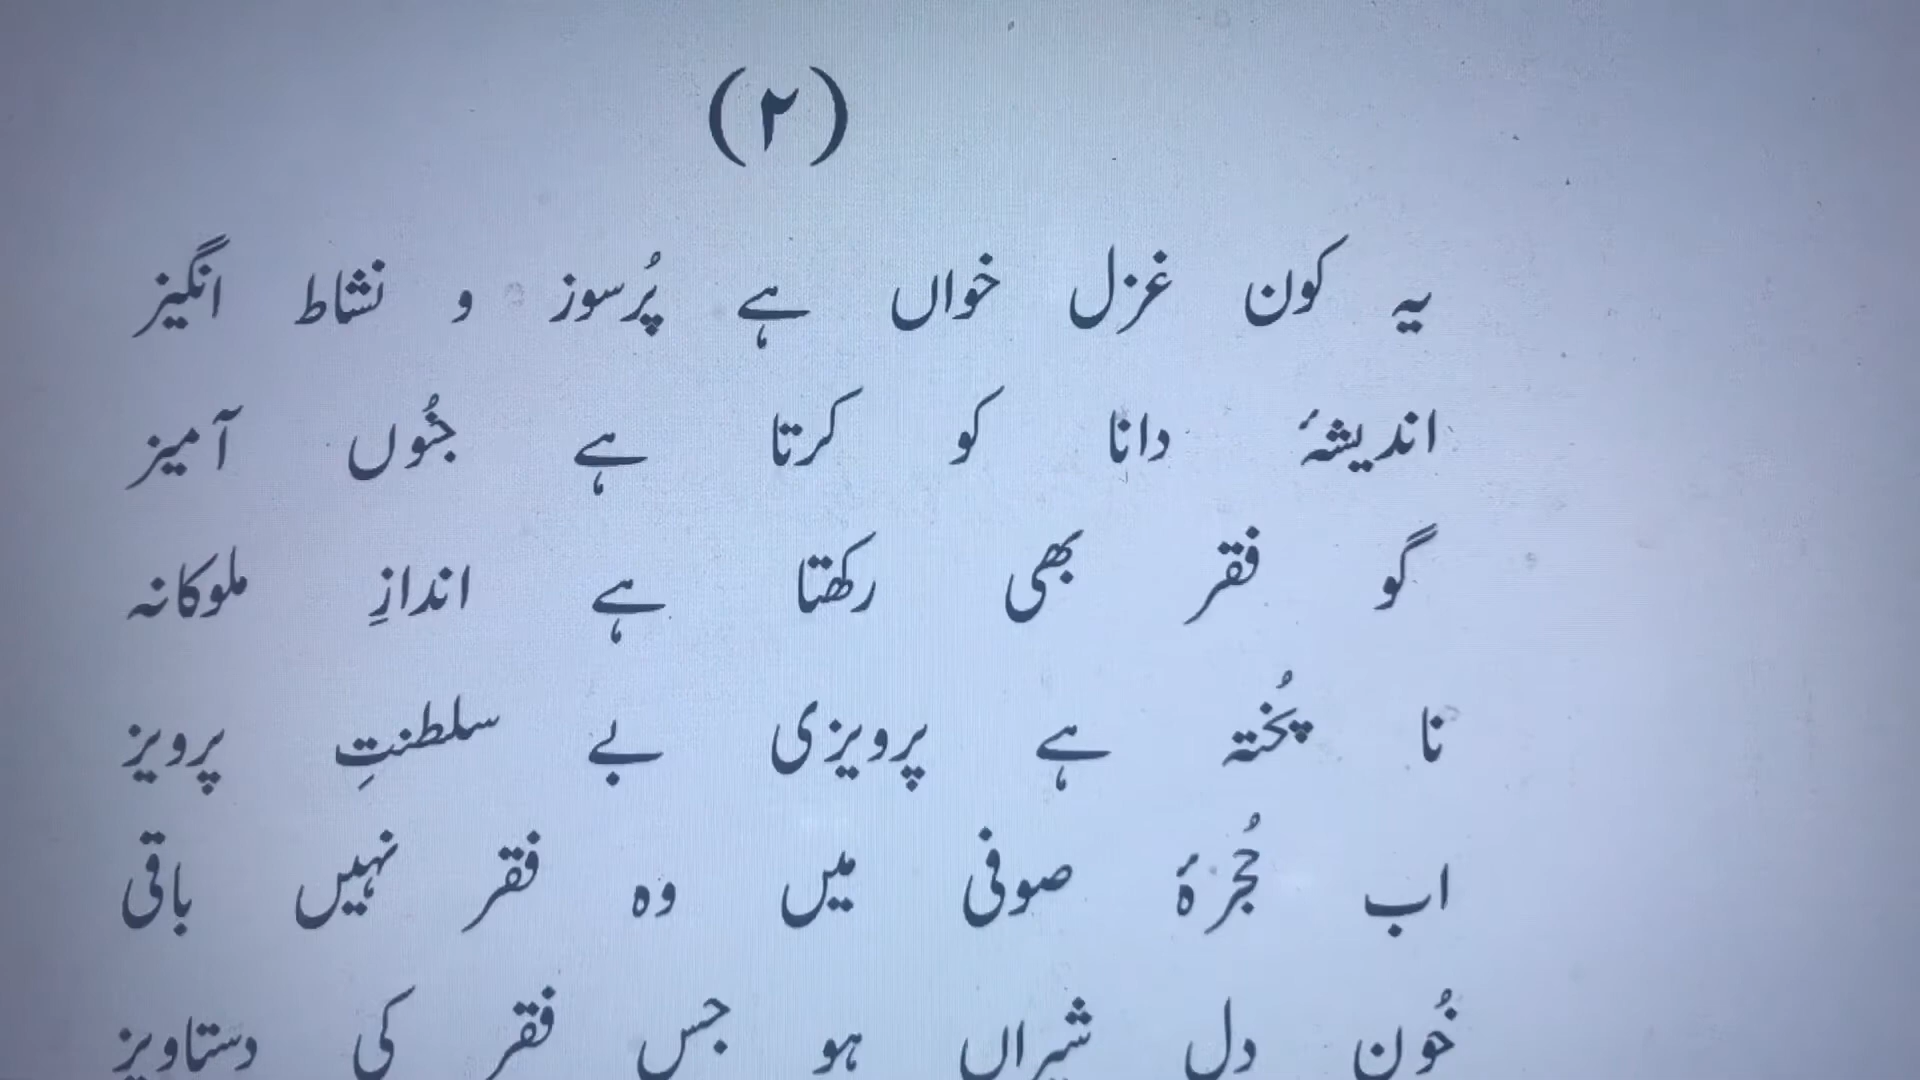 (۲)
یہ کون غزل خواں ہے پُرسوز و نشاط انگیز
اندیشۂ دانا کو کرتا ہے جنُوں آمیز
گو فقر بھی رکھتا ہے اندازِ ملوکانہ
نا پُختہ ہے پرویزی بے سلطنتِ پرویز
اب حُجرۂ صوفی میں وہ فقر نہیں باقی
خُون دل شیراں ہو جس فقر کی دستاویز